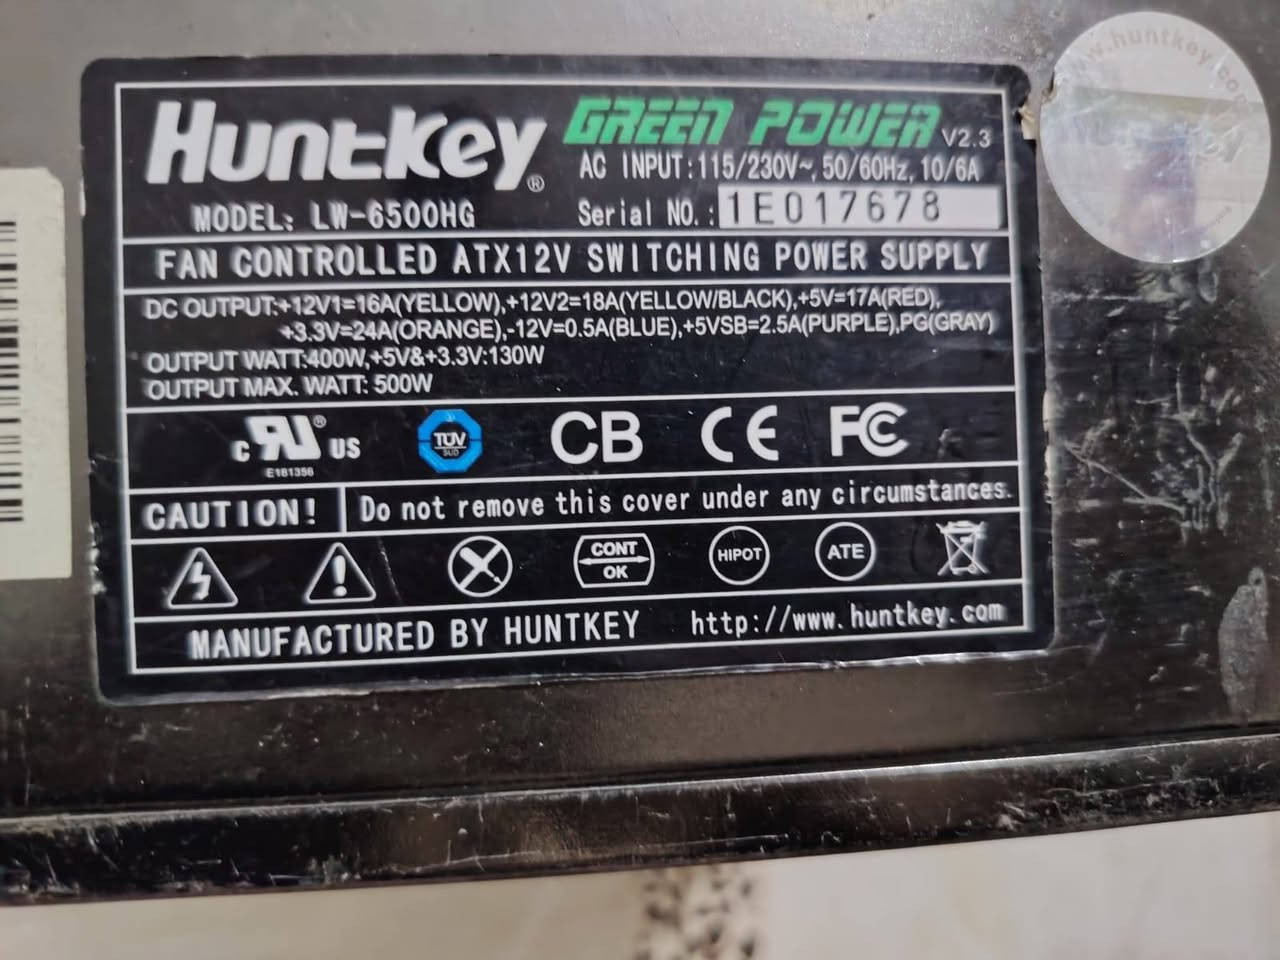 HuntKey® GREEN POWER V2.3
AC INPUT:115/230V~, 50/60Hz, 10/6A
MODEL: LW-6500HG
Serial NO.: 1E017678
FAN CONTROLLED ATX12V SWITCHING POWER SUPPLY
DC OUTPUT:+12V1=16A(YELLOW),+12V2=18A(YELLOW/BLACK),+5V=17A(RED),
+3.3V=24A(ORANGE),-12V=0.5A(BLUE),+5VSB=2.5A(PURPLE),PG(GRAY)
OUTPUT WATT:400W,+5V&+3.3V:130W
OUTPUT MAX. WATT: 500W
c RU® US
E161356
TÜV
SÜD
CB CE FC
CAUTION! Do not remove this cover under any circumstances.
CONT
OK
HIPOT
ATE
MANUFACTURED BY HUNTKEY http://www.huntkey.com
www.huntkey.com